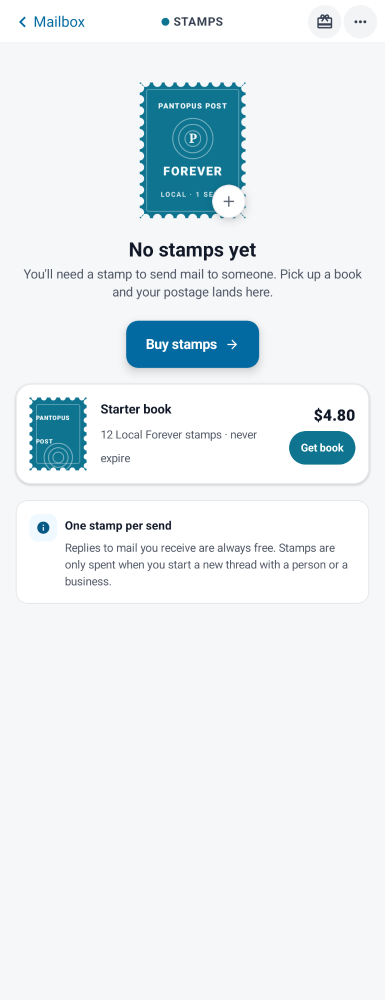 Mailbox
STAMPS
PANTOPUS POST
P
FOREVER
LOCAL · 1
No stamps yet
You'll need a stamp to send mail to someone. Pick up a book
and your postage lands here.
Buy stamps
PANTOPUS
POST
Starter book
12 Local Forever stamps · never
expire
$4.80
Get book
One stamp per send
Replies to mail you receive are always free. Stamps are
only spent when you start a new thread with a person or a
business.